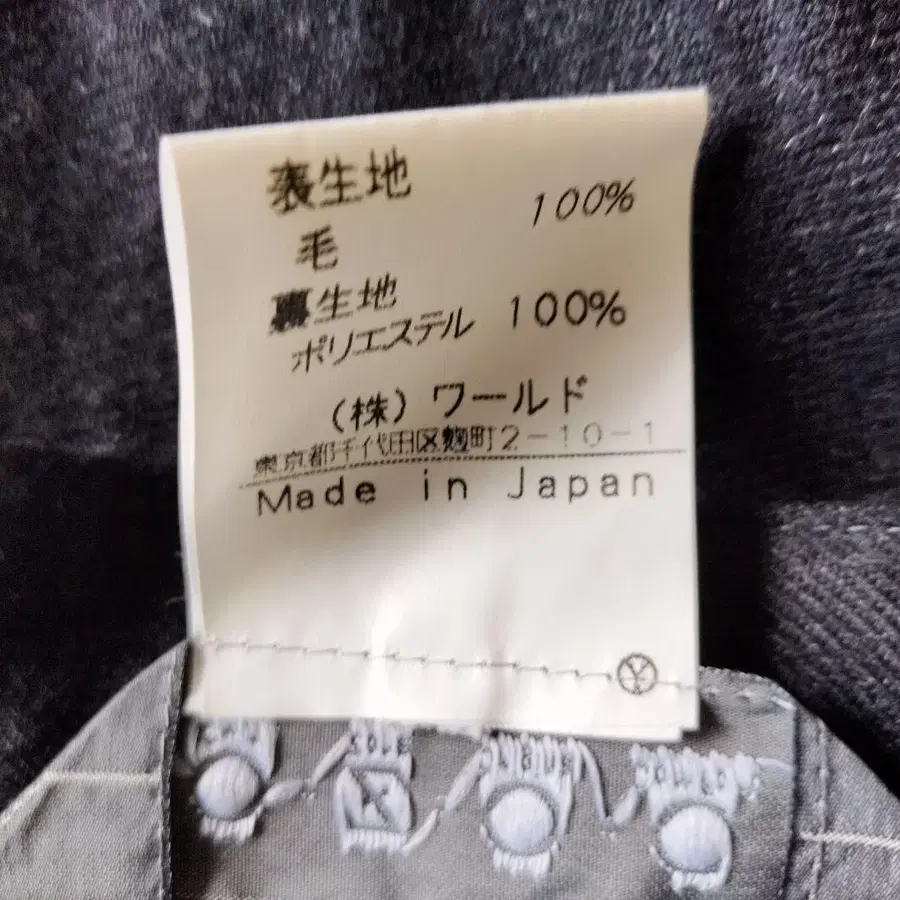 表生地
毛 100%
裏生地
ポリエステル 100%
(株)ワールド
東京都千代田区麹町2-10-1
Made in Japan
Y